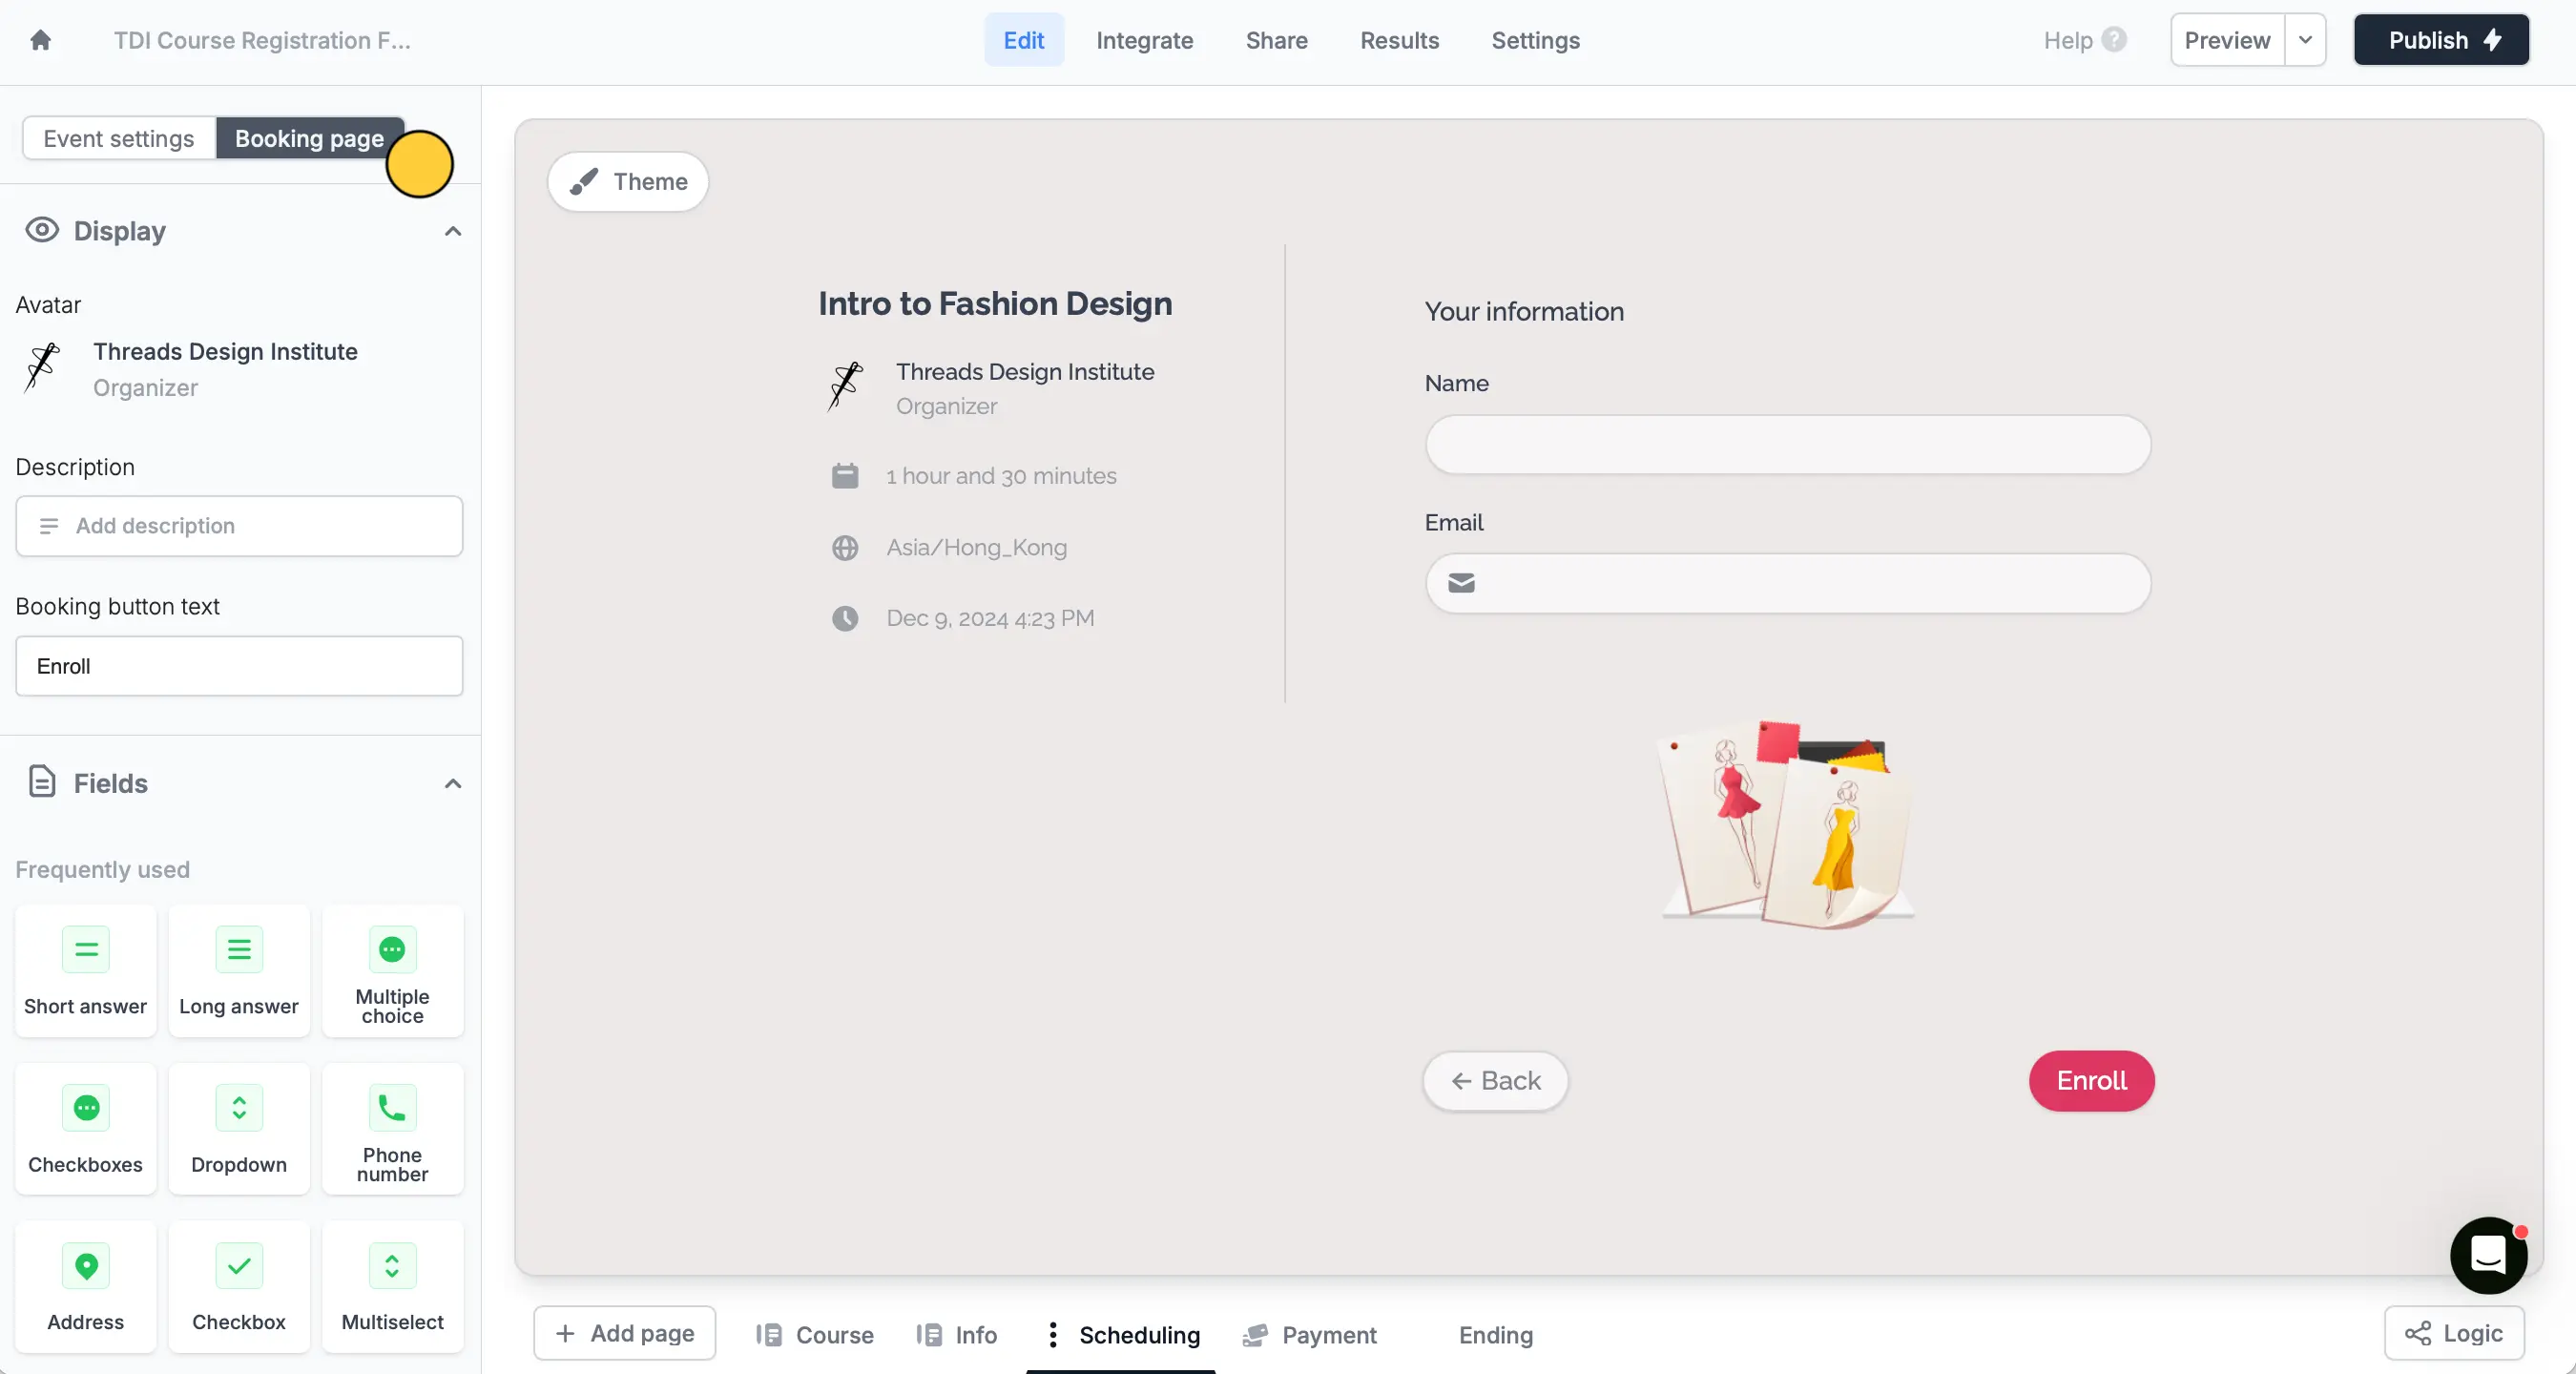 TDI Course Registration F...
Edit
Integrate
Share
Results
Settings
Help ?
Preview
Publish
Event settings
Booking page
Display
Avatar
Threads Design Institute
Organizer
Description
Add description
Booking button text
Enroll
Fields
Frequently used
Short answer
Long answer
Multiple
choice
Checkboxes
Dropdown
Phone
number
Address
Checkbox
Multiselect
Theme
Intro to Fashion Design
Threads Design Institute
Organizer
1 hour and 30 minutes
Asia/Hong_Kong
Dec 9, 2024 4:23 PM
Your information
Name
Email
Back
Enroll
Add page
Course
Info
Scheduling
Payment
Ending
Logic